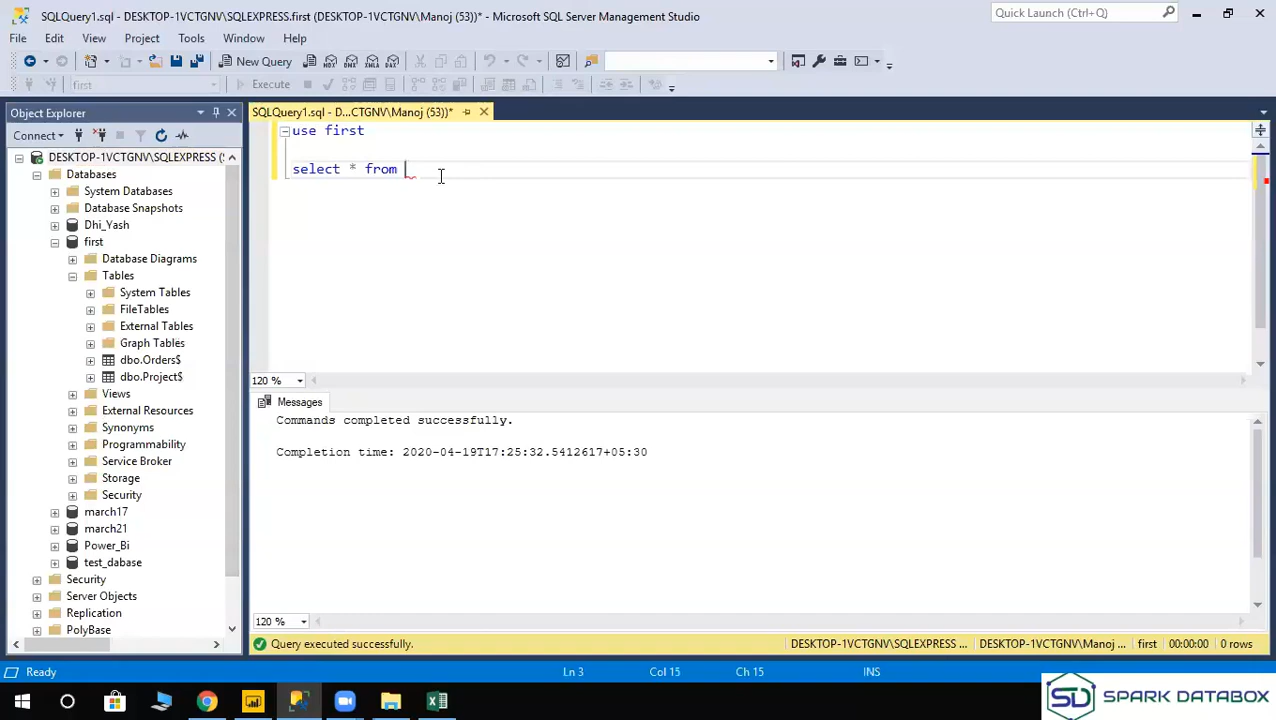 SQLQuery1.sql - DESKTOP-1VCTGNV\SQLEXPRESS.first (DESKTOP-1VCTGNV\Manoj (53))* - Microsoft SQL Server Management Studio
Quick Launch (Ctrl+Q)
File Edit View Project Tools Window Help
New Query
first
Execute
Object Explorer
SQLQuery1.sql - D...CTGNV\Manoj (53))*
Connect
DESKTOP-1VCTGNV\SQLEXPRESS (S
Databases
System Databases
Database Snapshots
Dhi_Yash
first
Database Diagrams
Tables
System Tables
FileTables
External Tables
Graph Tables
dbo.Orders$
dbo.Project$
Views
External Resources
Synonyms
Programmability
Service Broker
Storage
Security
march17
march21
Power_Bi
test_dabase
Security
Server Objects
Replication
PolyBase
use first
select * from
120 %
Messages
Commands completed successfully.
Completion time: 2020-04-19T17:25:32.5412617+05:30
120 %
Query executed successfully.
DESKTOP-1VCTGNV\SQLEXPRESS ...
DESKTOP-1VCTGNV\Manoj ...
first
00:00:00
0 rows
Ready
Ln 3
Col 15
Ch 15
INS
SD SPARK DATABOX